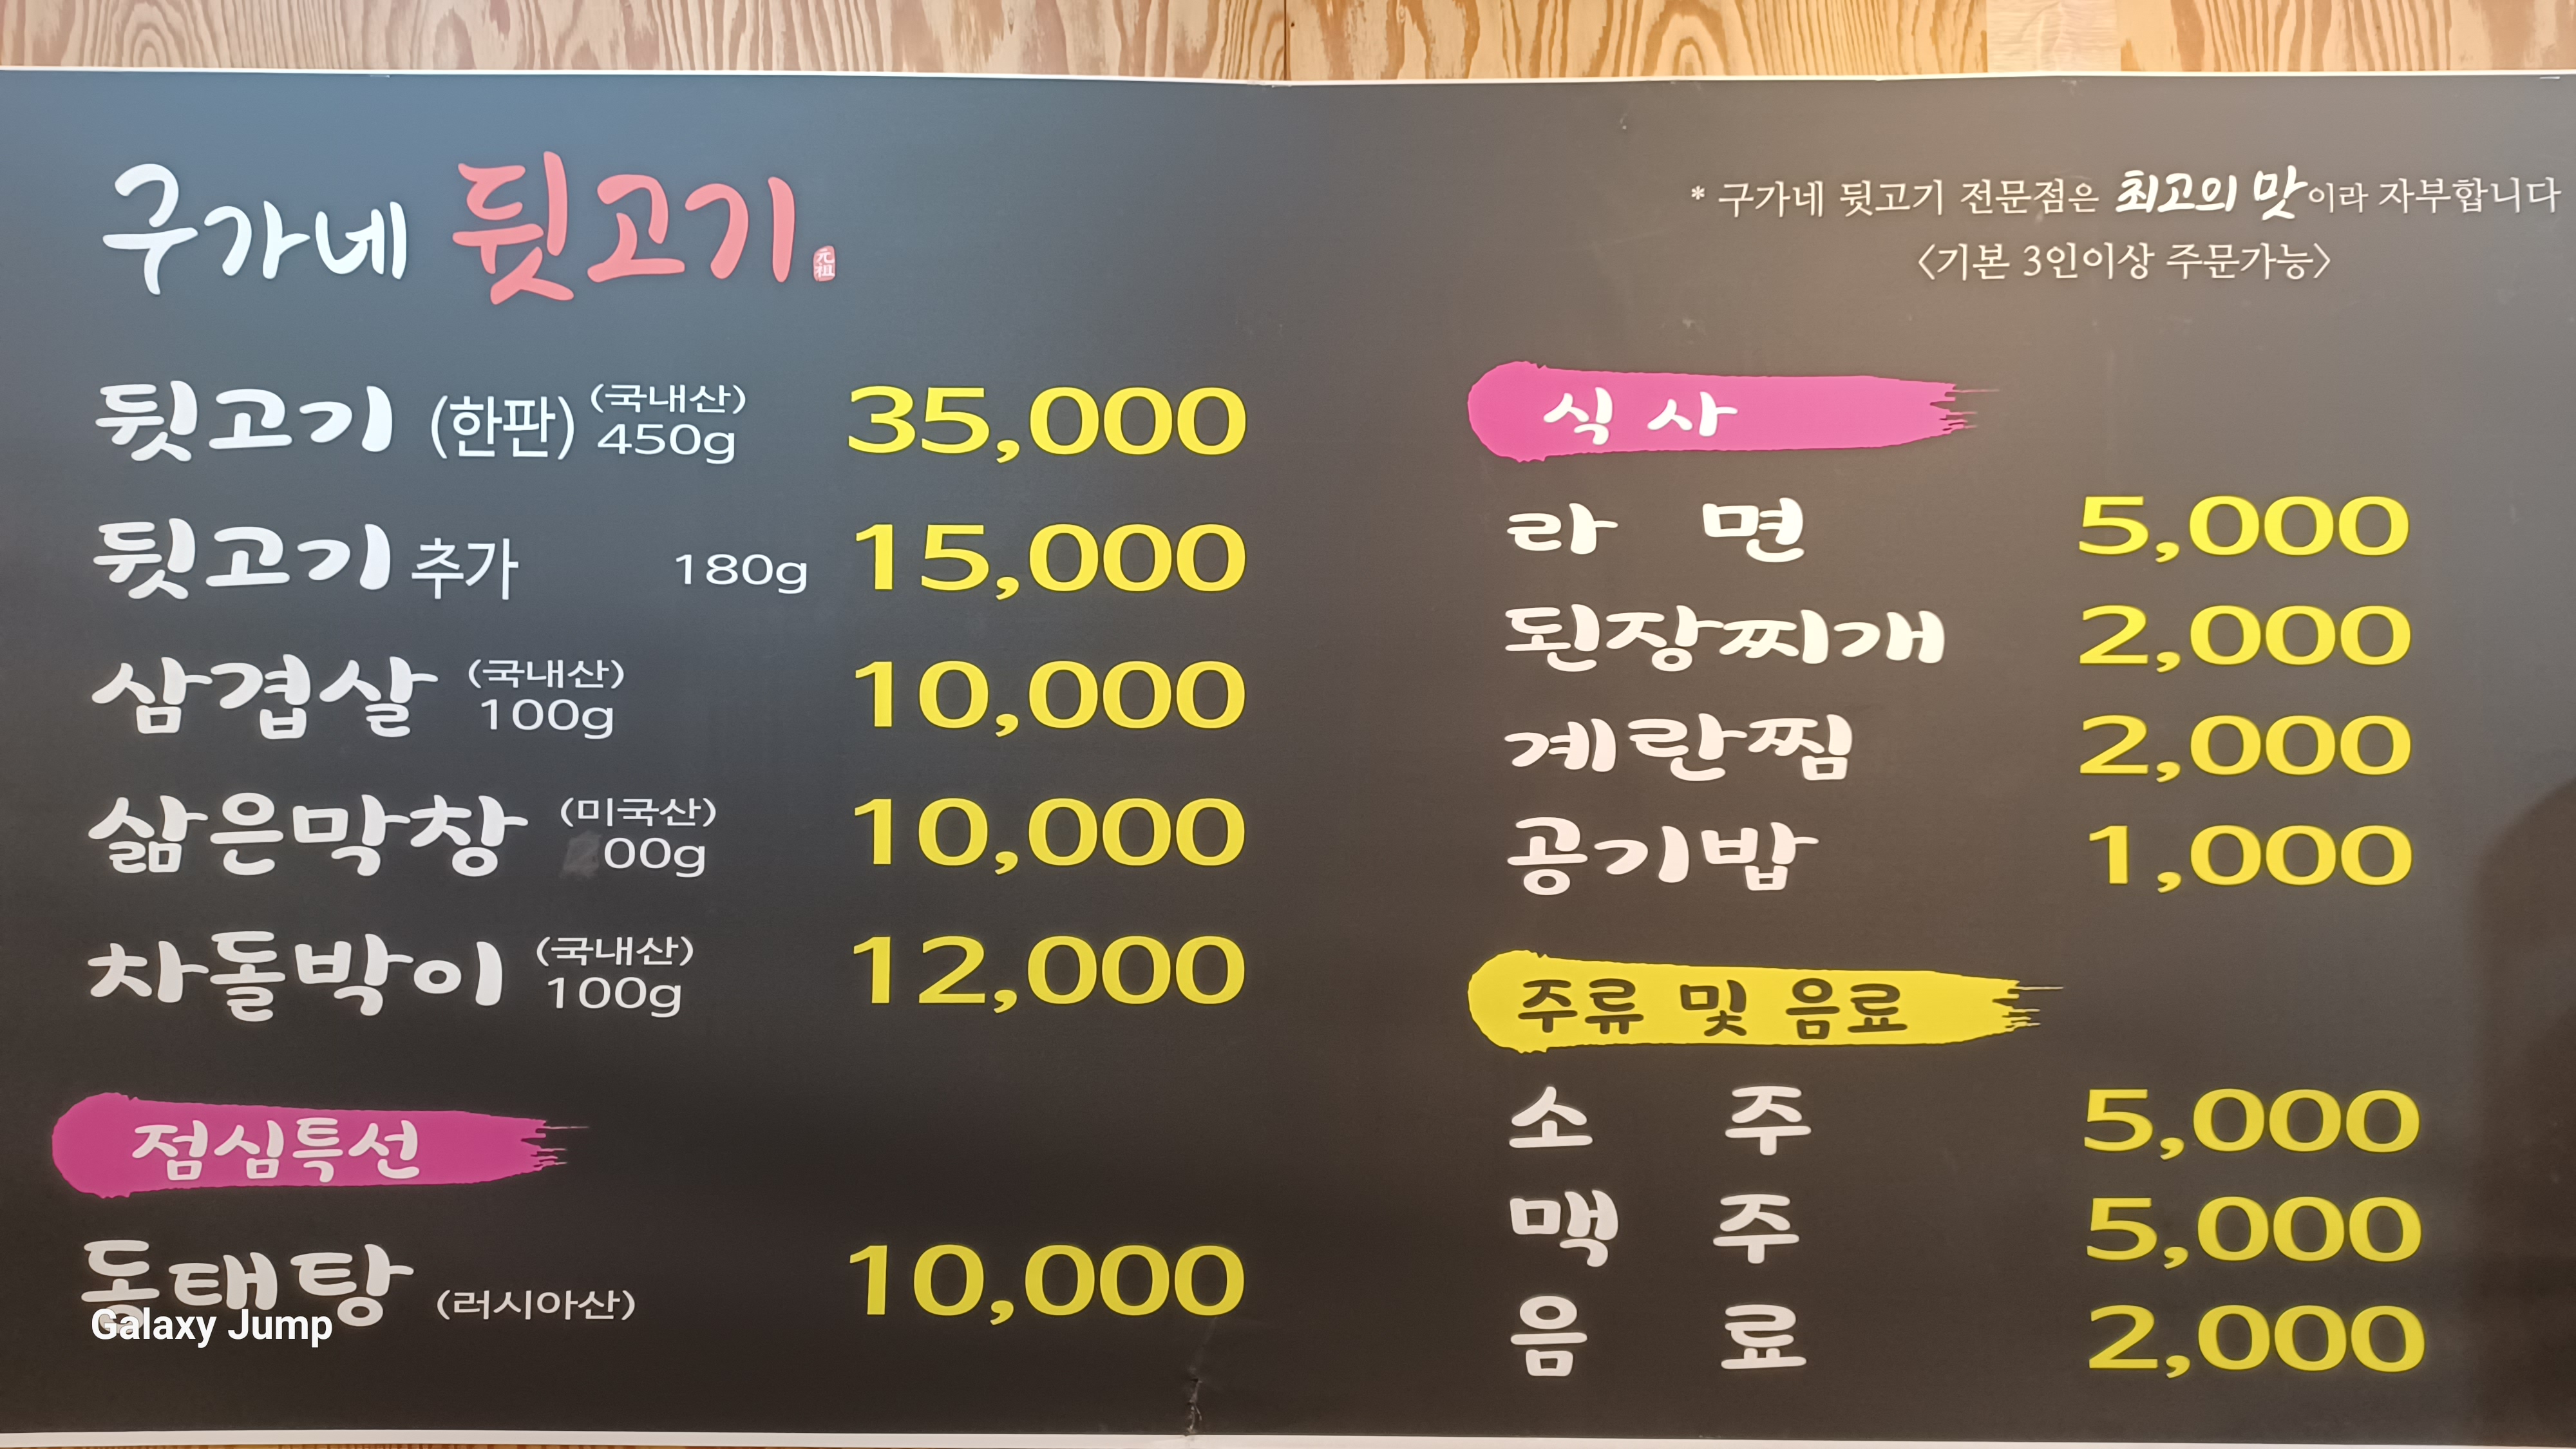 구가네 뒷고기
元祖
* 구가네 뒷고기 전문점은 최고의 맛이라 자부합니다
<기본 3인이상 주문가능>
뒷고기 (한판) (국내산) 450g 35,000
뒷고기 추가 180g 15,000
삼겹살 (국내산) 100g 10,000
삶은막창 (미국산) 00g 10,000
차돌박이 (국내산) 100g 12,000
점심특선
동태탕 (러시아산) 10,000
식사
라면 5,000
된장찌개 2,000
계란찜 2,000
공기밥 1,000
주류 및 음료
소주 5,000
맥주 5,000
음료 2,000
Galaxy Jump